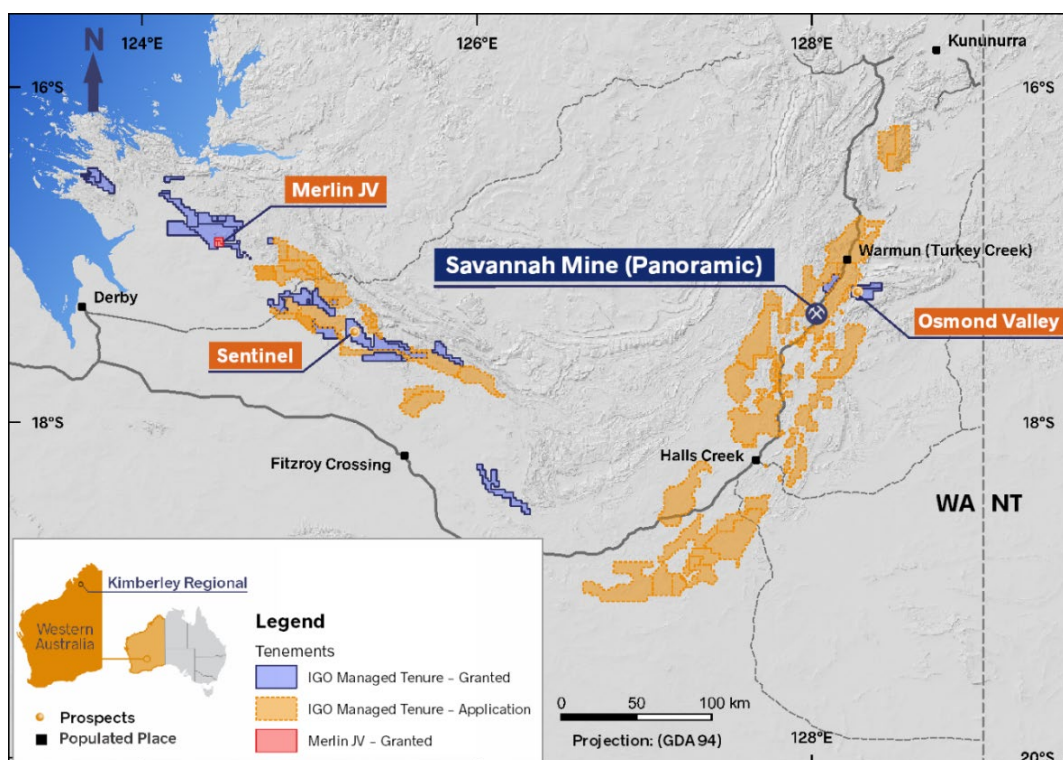 N
124°E
126°E
128°E
Kununurra
16°S
16°S
Merlin JV
Warmun (Turkey Creek)
Savannah Mine (Panoramic)
Derby
Osmond Valley
Sentinel
18°S
18°S
Halls Creek
Fitzroy Crossing
WA
NT
Kimberley Regional
Western
Australia
Prospects
Populated Place
Legend
Tenements
IGO Managed Tenure – Granted
IGO Managed Tenure – Application
Merlin JV – Granted
0 50 100 km
Projection: (GDA 94)
128°E
20°S